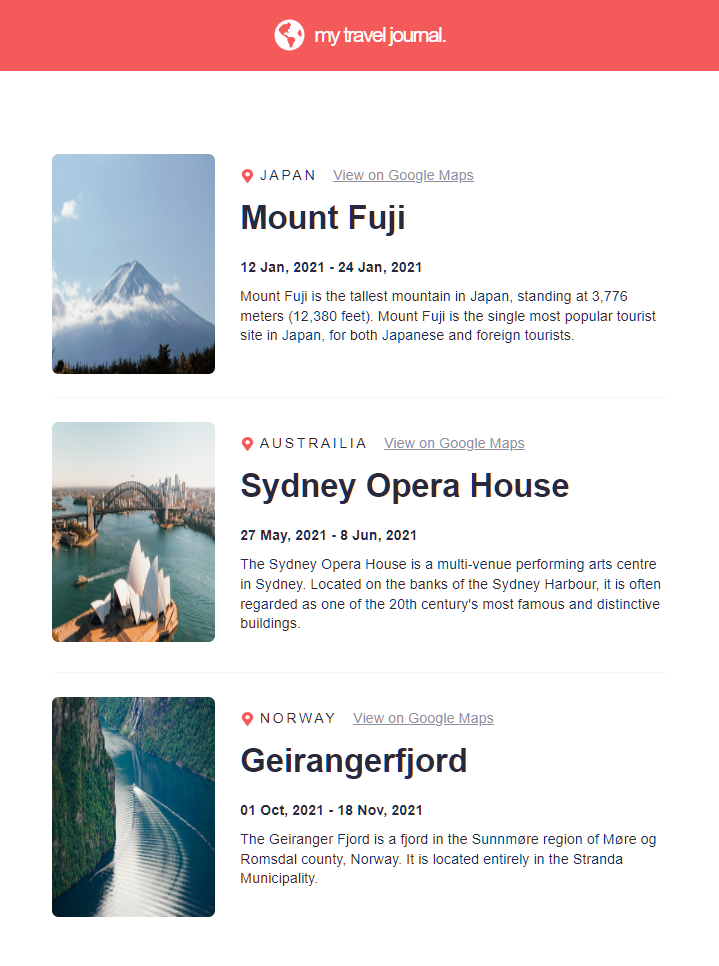 my travel journal.
JAPAN View on Google Maps
Mount Fuji
12 Jan, 2021 - 24 Jan, 2021
Mount Fuji is the tallest mountain in Japan, standing at 3,776
meters (12,380 feet). Mount Fuji is the single most popular tourist
site in Japan, for both Japanese and foreign tourists.
AUSTRAILIA View on Google Maps
Sydney Opera House
27 May, 2021 - 8 Jun, 2021
The Sydney Opera House is a multi-venue performing arts centre
in Sydney. Located on the banks of the Sydney Harbour, it is often
regarded as one of the 20th century's most famous and distinctive
buildings.
NORWAY View on Google Maps
Geirangerfjord
01 Oct, 2021 - 18 Nov, 2021
The Geiranger Fjord is a fjord in the Sunnmøre region of Møre og
Romsdal county, Norway. It is located entirely in the Stranda
Municipality.